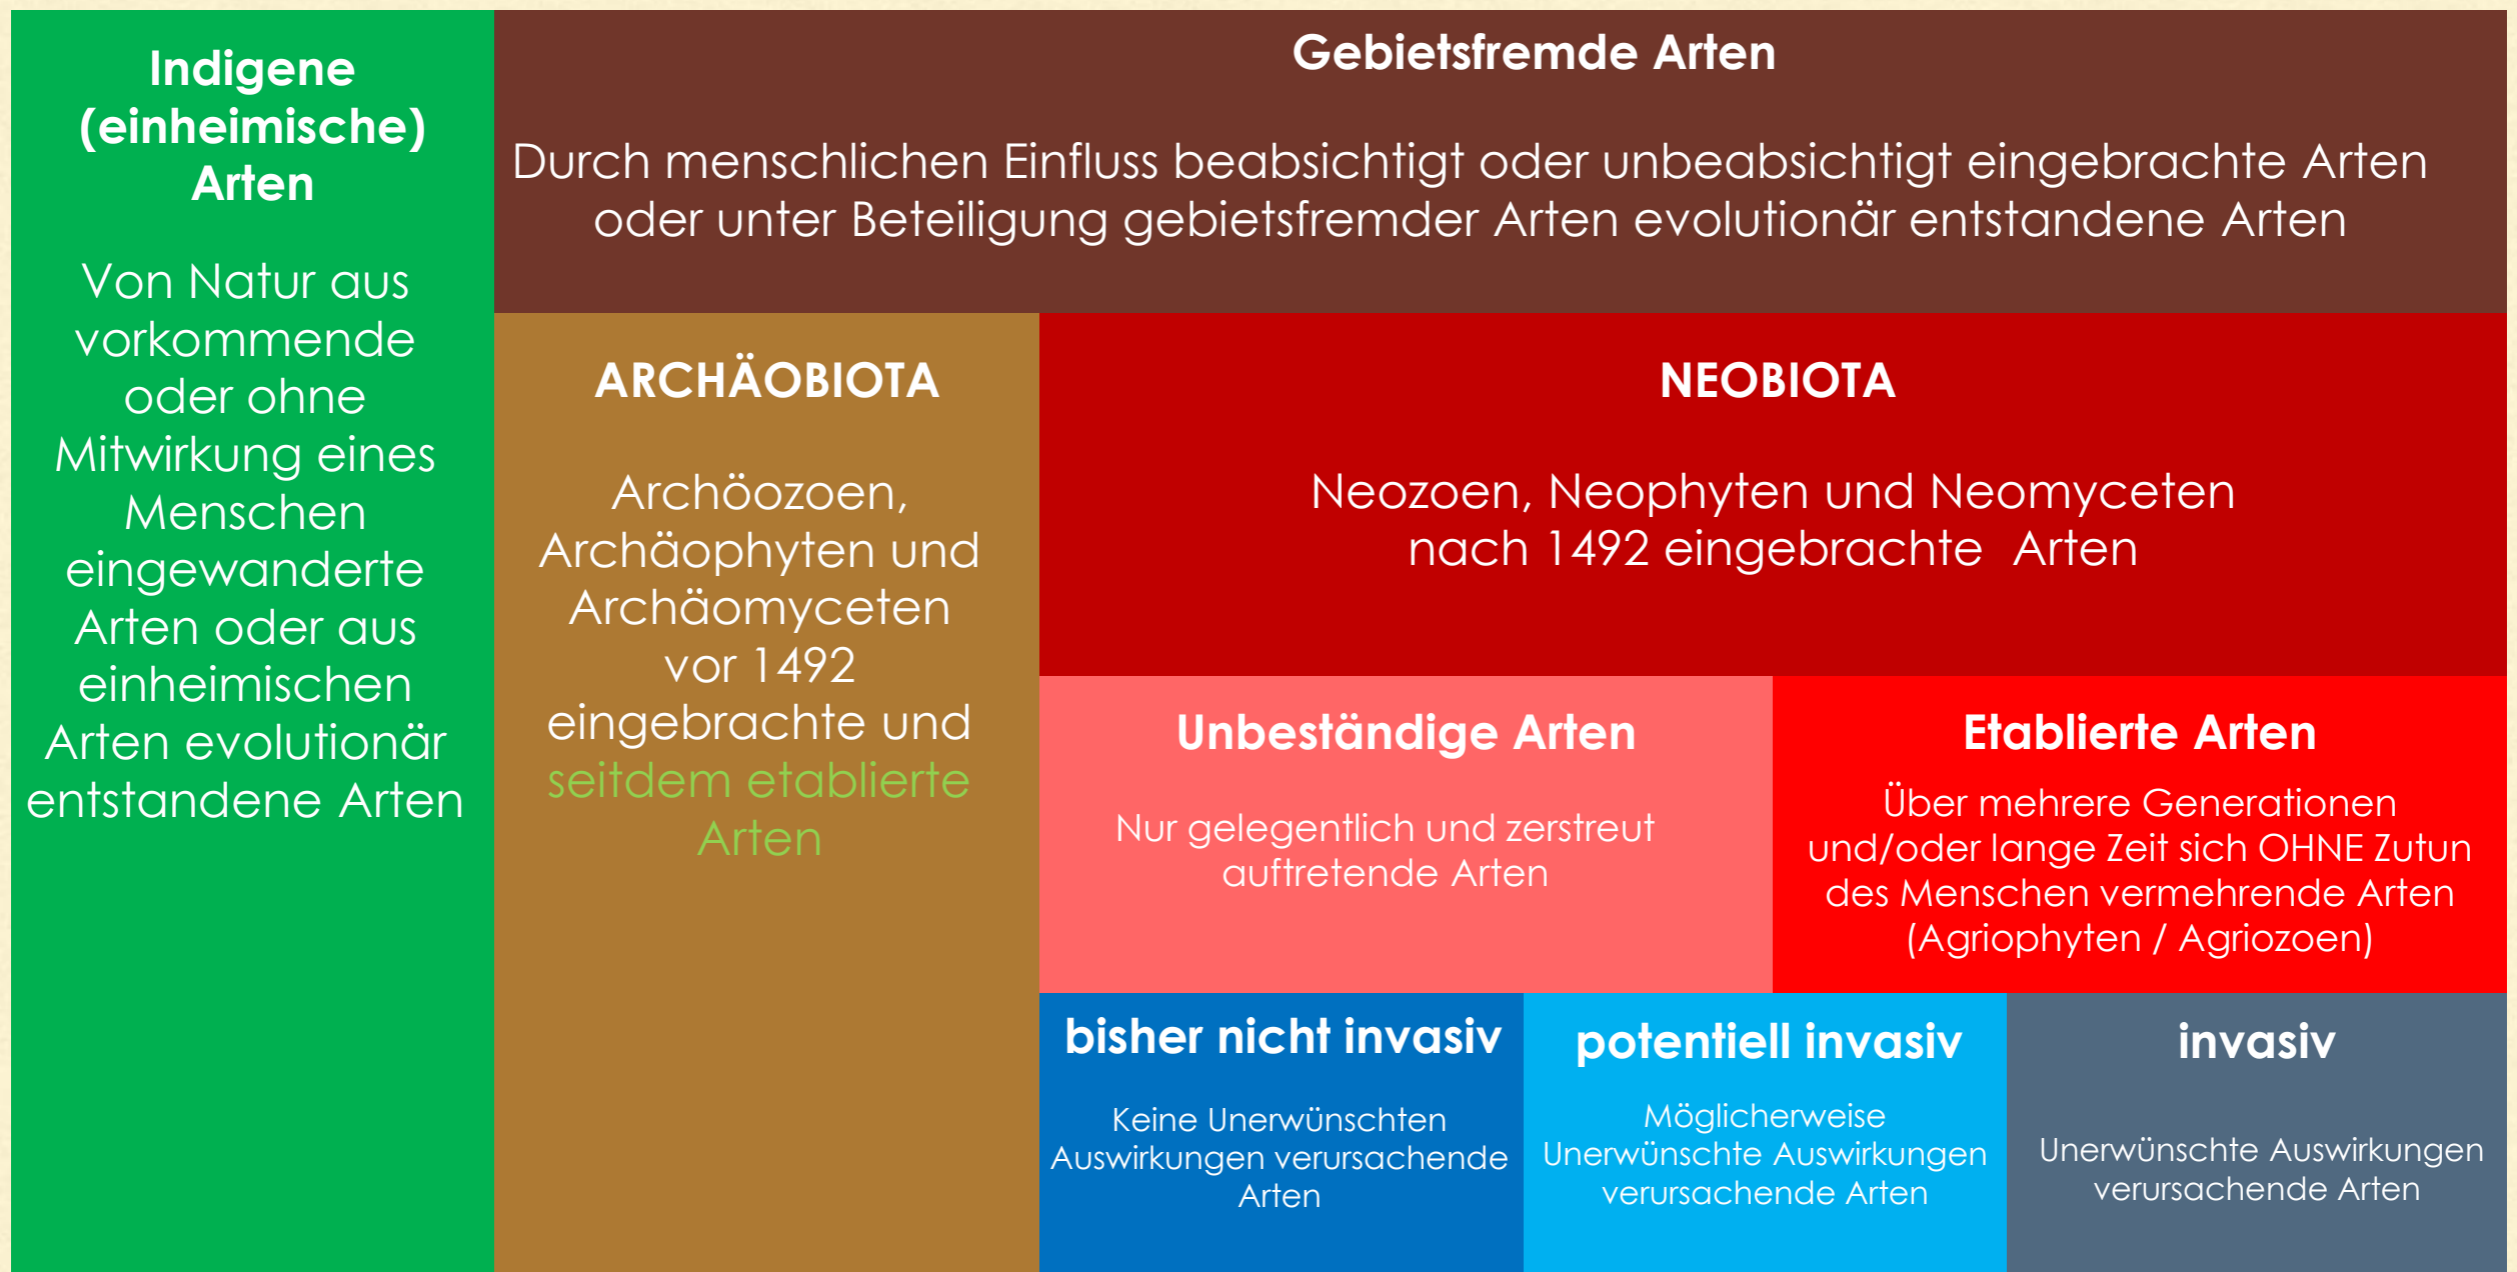 Indigene
(einheimische)
Arten
Von Natur aus
vorkommende
oder ohne
Mitwirkung eines
Menschen
eingewanderte
Arten oder aus
einheimischen
Arten evolutionär
entstandene Arten
Gebietsfremde Arten
Durch menschlichen Einfluss beabsichtigt oder unbeabsichtigt eingebrachte Arten
oder unter Beteiligung gebietsfremder Arten evolutionär entstandene Arten
ARCHÄOBIOTA
Archöozoen,
Archäophyten und
Archäomyceten
vor 1492
eingebrachte und
seitdem etablierte
Arten
NEOBIOTA
Neozoen, Neophyten und Neomyceten
nach 1492 eingebrachte Arten
Unbeständige Arten
Nur gelegentlich und zerstreut
auftretende Arten
Etablierte Arten
Über mehrere Generationen
und/oder lange Zeit sich OHNE Zutun
des Menschen vermehrende Arten
(Agriophyten / Agriozoen)
bisher nicht invasiv
Keine Unerwünschten
Auswirkungen verursachende
Arten
potentiell invasiv
Möglicherweise
Unerwünschte Auswirkungen
verursachende Arten
invasiv
Unerwünschte Auswirkungen
verursachende Arten